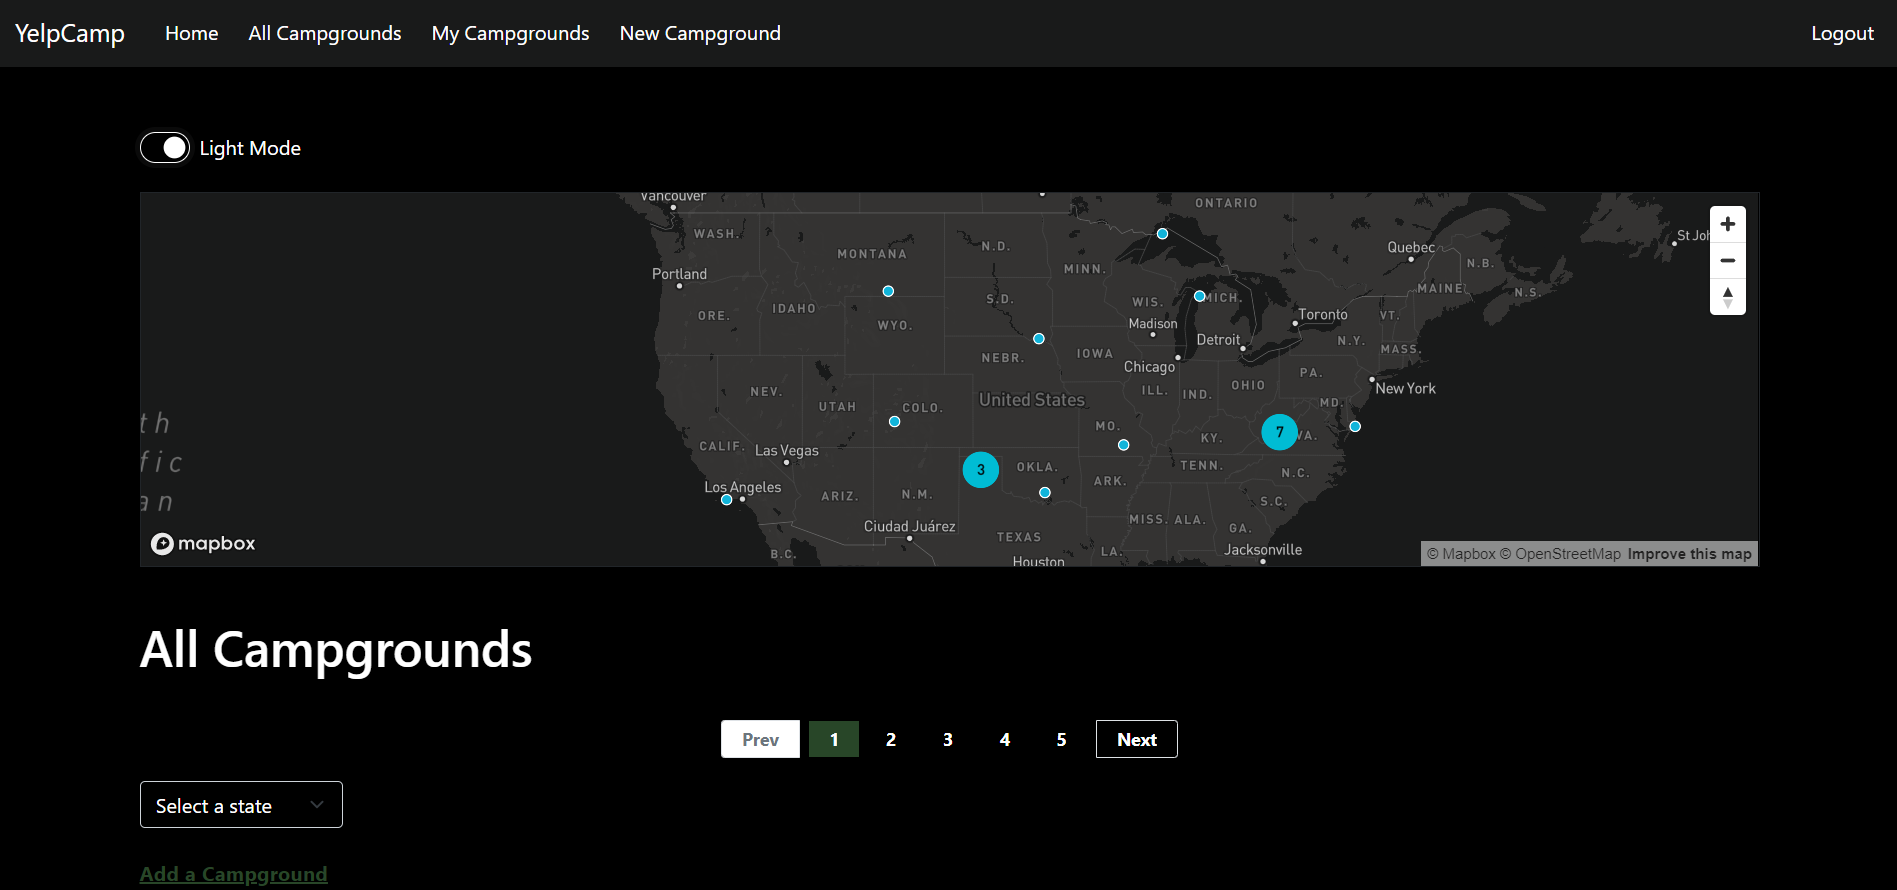 YelpCamp Home All Campgrounds My Campgrounds New Campground Logout
Light Mode
Vancouver
ONTARIO
WASH.
St Joh
MONTANA
N.D.
Quebec
N.B.
Portland
MINN.
MAINE
N.S.
S.D.
WIS.
MICH.
IDAHO
ORE.
WYO.
Madison
Toronto
VT.
Detroit
N.Y.
MASS.
NEBR.
IOWA
Chicago
PA.
OHIO
New York
NEV.
ILL.
IND.
United States
MD.
UTAH
COLO.
th
MO.
7
VA.
KY.
CALIF.
Las Vegas
fic
3
OKLA.
TENN.
N.C.
ARK.
Los Angeles
ARIZ.
N.M.
an
S.C.
MISS.
ALA.
Ciudad Juárez
GA.
TEXAS
mapbox
B.C.
LA.
Jacksonville
Houston
© Mapbox © OpenStreetMap Improve this map
All Campgrounds
Prev 1 2 3 4 5 Next
Select a state
Add a Campground